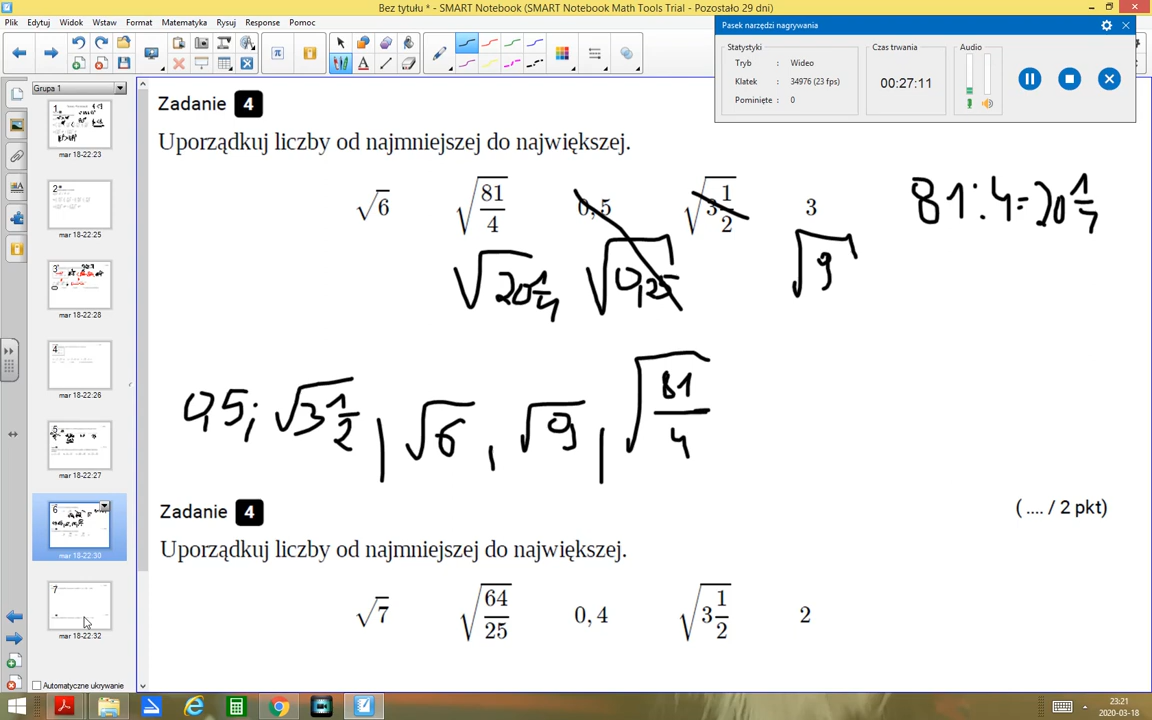 Bez tytułu * - SMART Notebook (SMART Notebook Math Tools Trial - Pozostało 29 dni)
Plik Edytuj Widok Wstaw Format Matematyka Rysuj Response Pomoc
Pasek narzędzi nagrywania
Statystyki Czas trwania Audio
Tryb : Wideo
Klatek : 34976 (23 fps)
Pominięte : 0
00:27:11
Grupa 1
mar 18-22:23
mar 18-22:25
mar 18-22:28
mar 18-22:26
mar 18-22:27
mar 18-22:30
mar 18-22:32
Automatyczne ukrywanie
Zadanie 4
Uporządkuj liczby od najmniejszej do największej.
√6 √(81/4) 0,5 √(3 1/2) 3
81:4=20 1/4
√(20 1/4) √0,25 √9
0,5; √(3 1/2), √6, √9, √(81/4)
Zadanie 4
( .... / 2 pkt)
Uporządkuj liczby od najmniejszej do największej.
√7 √(64/25) 0,4 √(3 1/2) 2
23:21
2020-03-18